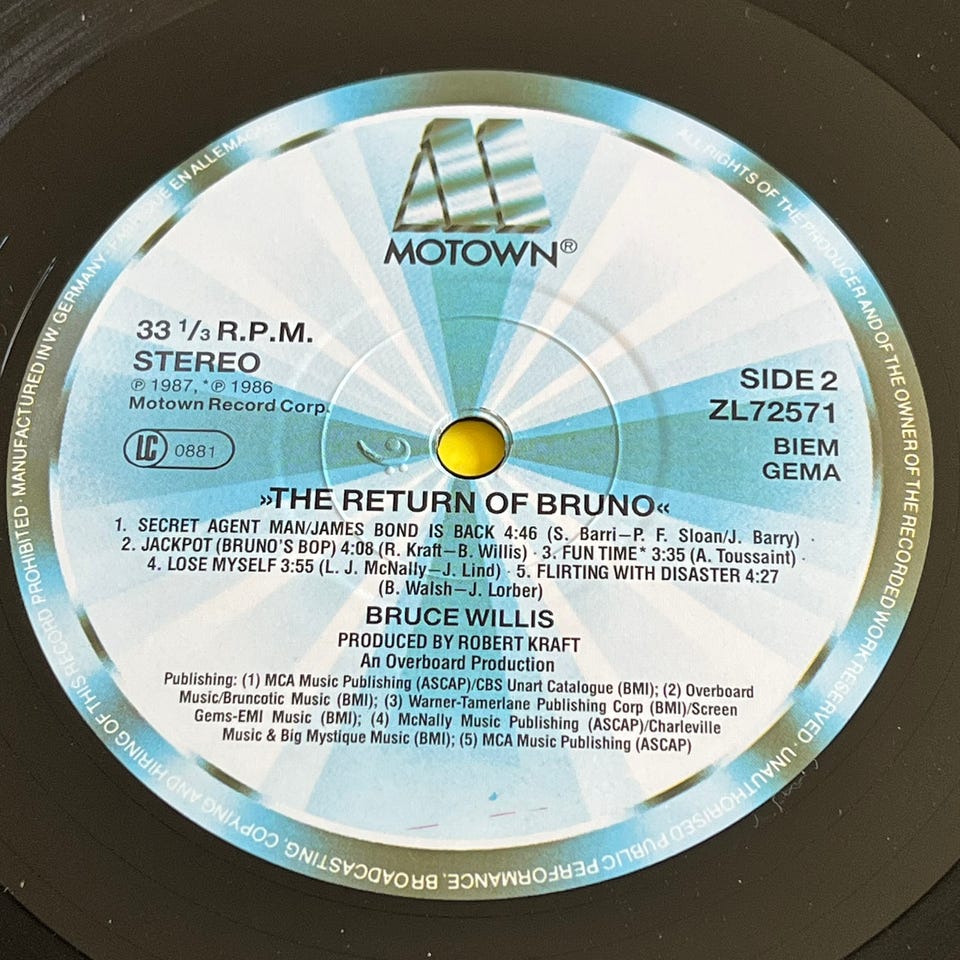 MOTOWN®
33 1/3 R.P.M.
STEREO
℗ 1987, *℗ 1986
Motown Record Corp.
LC 0881
SIDE 2
ZL72571
BIEM
GEMA
»THE RETURN OF BRUNO«
1. SECRET AGENT MAN/JAMES BOND IS BACK 4:46 (S. Barri–P. F. Sloan/J. Barry)
2. JACKPOT (BRUNO'S BOP) 4:08 (R. Kraft–B. Willis) · 3. FUN TIME* 3:35 (A. Toussaint) ·
4. LOSE MYSELF 3:55 (L. J. McNally–J. Lind) · 5. FLIRTING WITH DISASTER 4:27
(B. Walsh–J. Lorber)
BRUCE WILLIS
PRODUCED BY ROBERT KRAFT
An Overboard Production
Publishing: (1) MCA Music Publishing (ASCAP)/CBS Unart Catalogue (BMI); (2) Overboard
Music/Bruncotic Music (BMI); (3) Warner-Tamerlane Publishing Corp (BMI)/Screen
Gems-EMI Music (BMI); (4) McNally Music Publishing (ASCAP)/Charleville
Music & Big Mystique Music (BMI); (5) MCA Music Publishing (ASCAP)
ALL RIGHTS OF THE PRODUCER AND OF THE OWNER OF THE RECORDED WORK RESERVED · UNAUTHORISED PUBLIC PERFORMANCE, BROADCASTING, COPYING AND HIRING OF THIS RECORD PROHIBITED · MANUFACTURED IN W. GERMANY · EN ALLEMAGNE